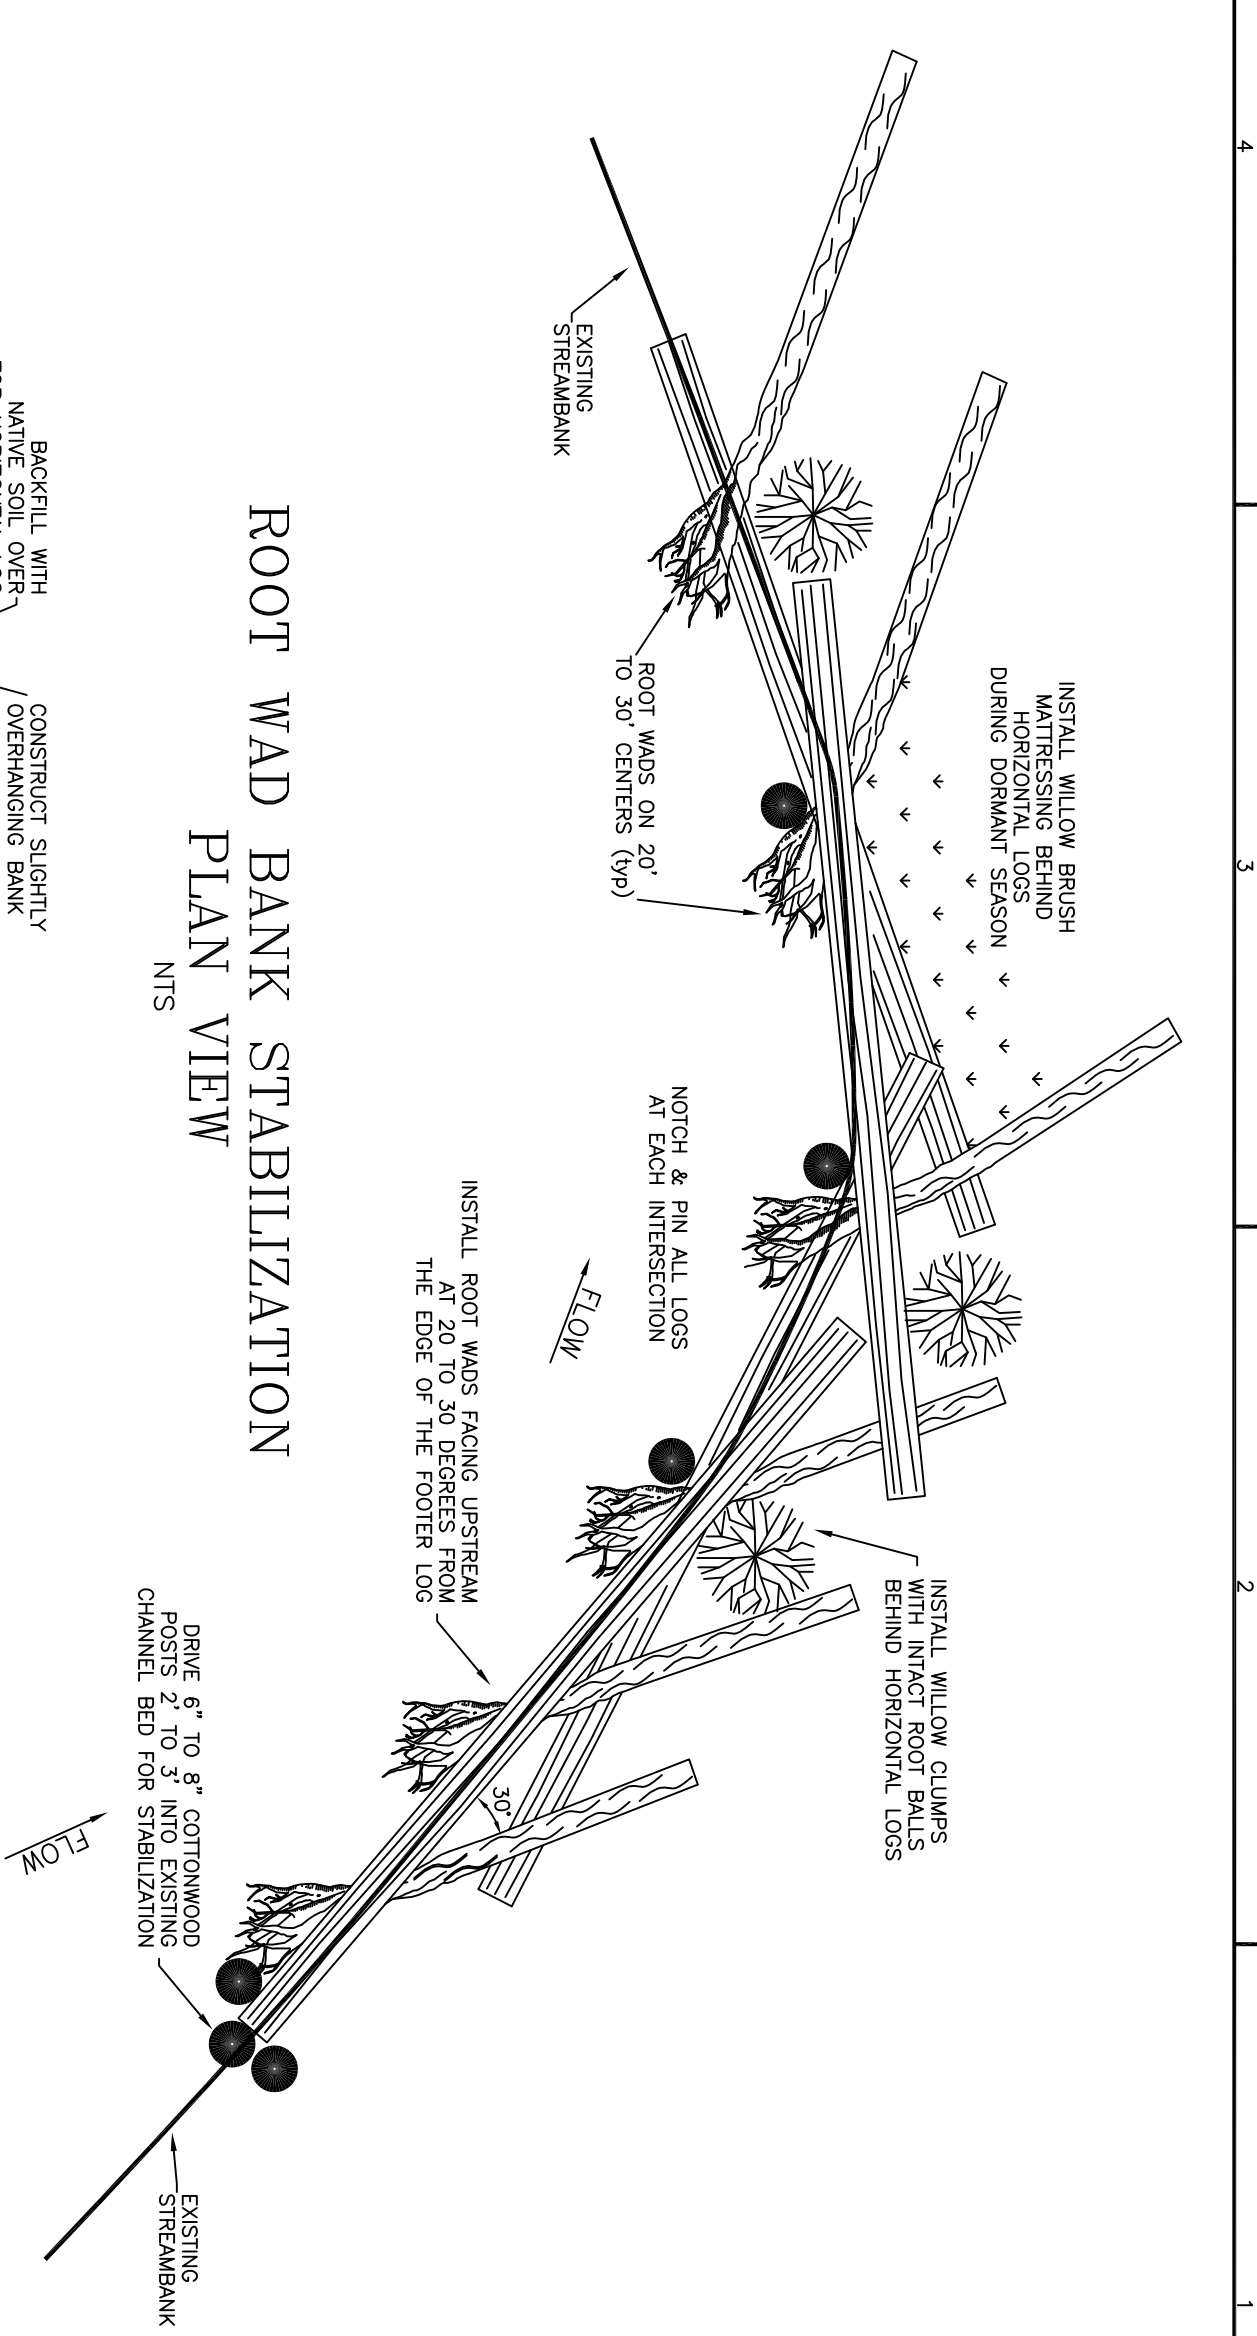 4
3
2
1
INSTALL WILLOW BRUSH
MATTRESSING BEHIND
HORIZONTAL LOGS
DURING DORMANT SEASON
INSTALL WILLOW CLUMPS
WITH INTACT ROOT BALLS
BEHIND HORIZONTAL LOGS
EXISTING
STREAMBANK
ROOT WADS ON 20'
TO 30' CENTERS (typ)
NOTCH & PIN ALL LOGS
AT EACH INTERSECTION
FLOW
30°
INSTALL ROOT WADS FACING UPSTREAM
AT 20 TO 30 DEGREES FROM
THE EDGE OF THE FOOTER LOG
DRIVE 6" TO 8" COTTONWOOD
POSTS 2' TO 3' INTO EXISTING
CHANNEL BED FOR STABILIZATION
EXISTING
STREAMBANK
FLOW
ROOT WAD BANK STABILIZATION
PLAN VIEW
NTS
BACKFILL WITH
NATIVE SOIL OVER
CONSTRUCT SLIGHTLY
OVERHANGING BANK